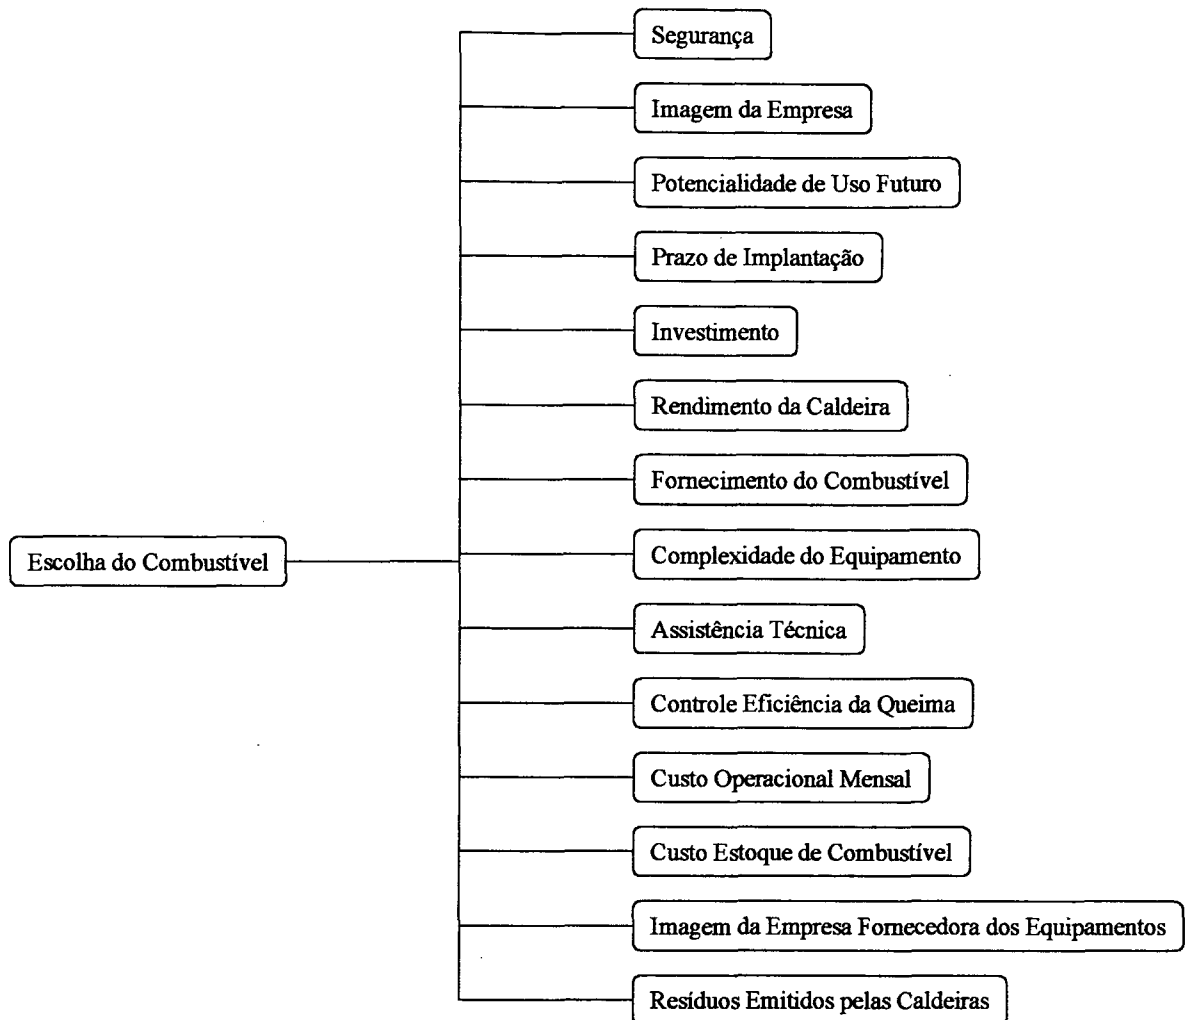 Segurança
Imagem da Empresa
Potencialidade de Uso Futuro
Prazo de Implantação
Investimento
Rendimento da Caldeira
Fornecimento do Combustível
Escolha do Combustível
Complexidade do Equipamento
Assistência Técnica
Controle Eficiência da Queima
Custo Operacional Mensal
Custo Estoque de Combustível
Imagem da Empresa Fornecedora dos Equipamentos
Resíduos Emitidos pelas Caldeiras